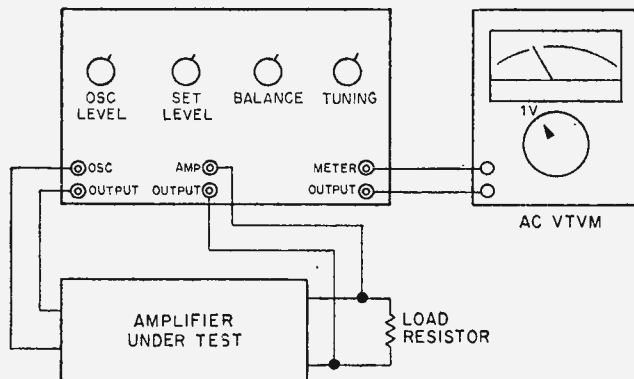 OSC
LEVEL
SET
LEVEL
BALANCE
TUNING
1V
OSC
AMP
METER
OUTPUT
OUTPUT
OUTPUT
AC VTVM
AMPLIFIER
UNDER TEST
LOAD
RESISTOR